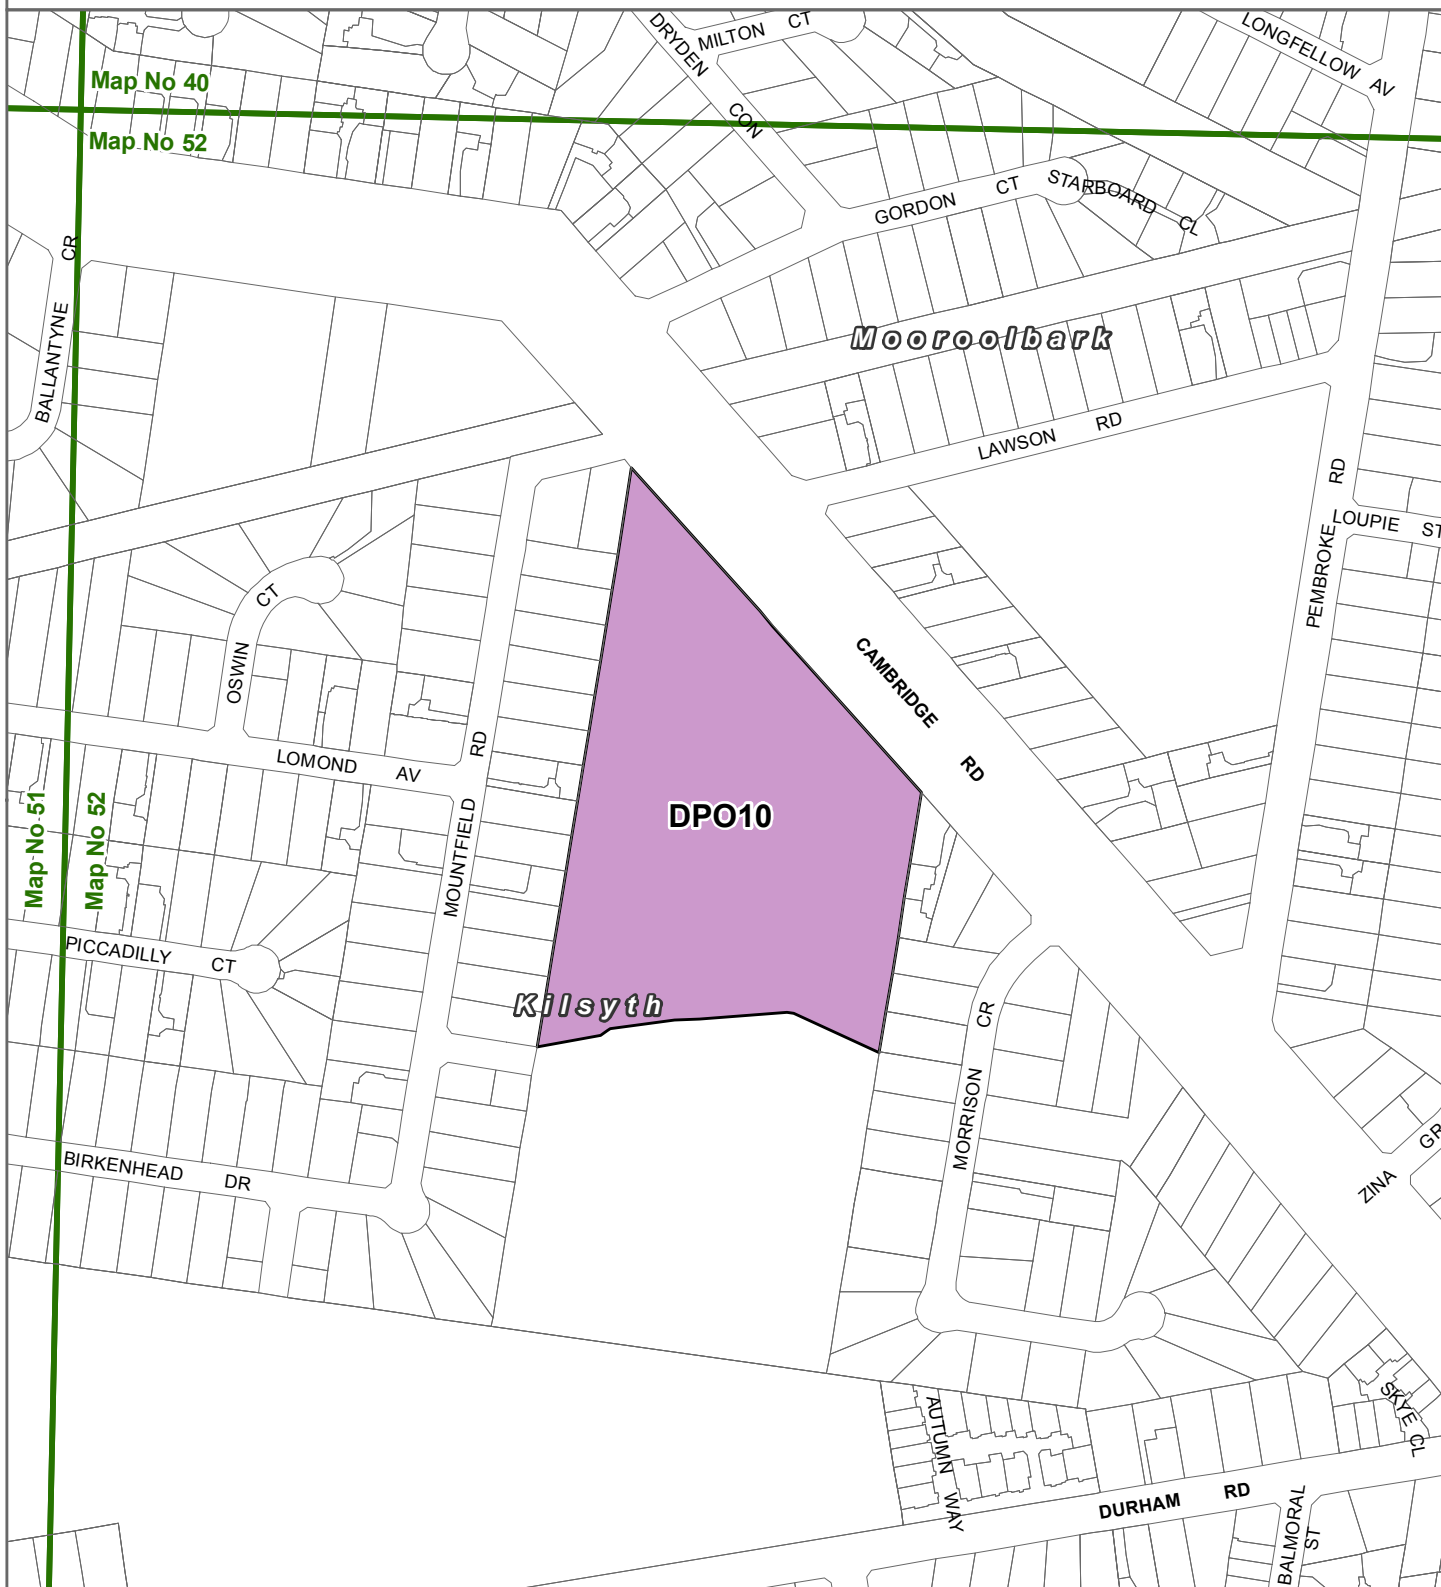 DRYDEN CON
MILTON CT
LONGFELLOW AV
Map No 40
Map No 52
GORDON CT
STARBOARD CL
BALLANTYNE CR
Mooroolbark
LAWSON RD
PEMBROKE RD
LOUPIE ST
OSWIN CT
CAMBRIDGE RD
LOMOND AV
MOUNTFIELD RD
DPO10
Map No 51
Map No 52
PICCADILLY CT
Kilsyth
MORRISON CR
BIRKENHEAD DR
ZINA GR
AUTUMN WAY
SKYE CL
DURHAM RD
BALMORAL ST